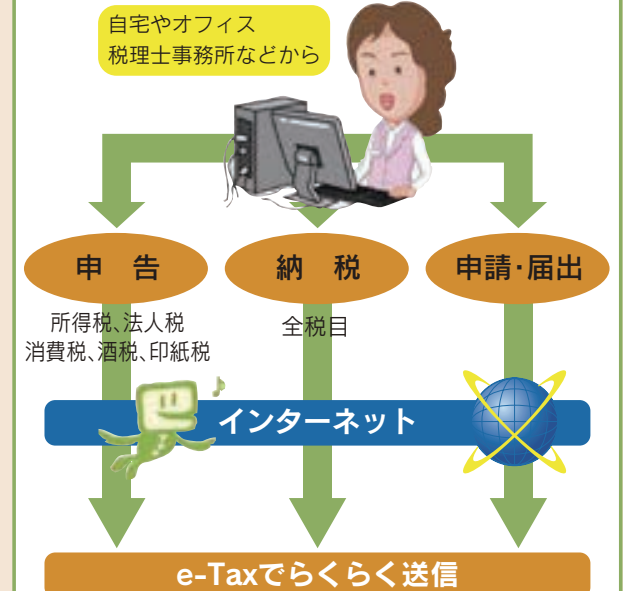 自宅やオフィス
税理士事務所などから
申 告
納 税
申請・届出
所得税、法人税
消費税、酒税、印紙税
全税目
インターネット
e-Taxでらくらく送信